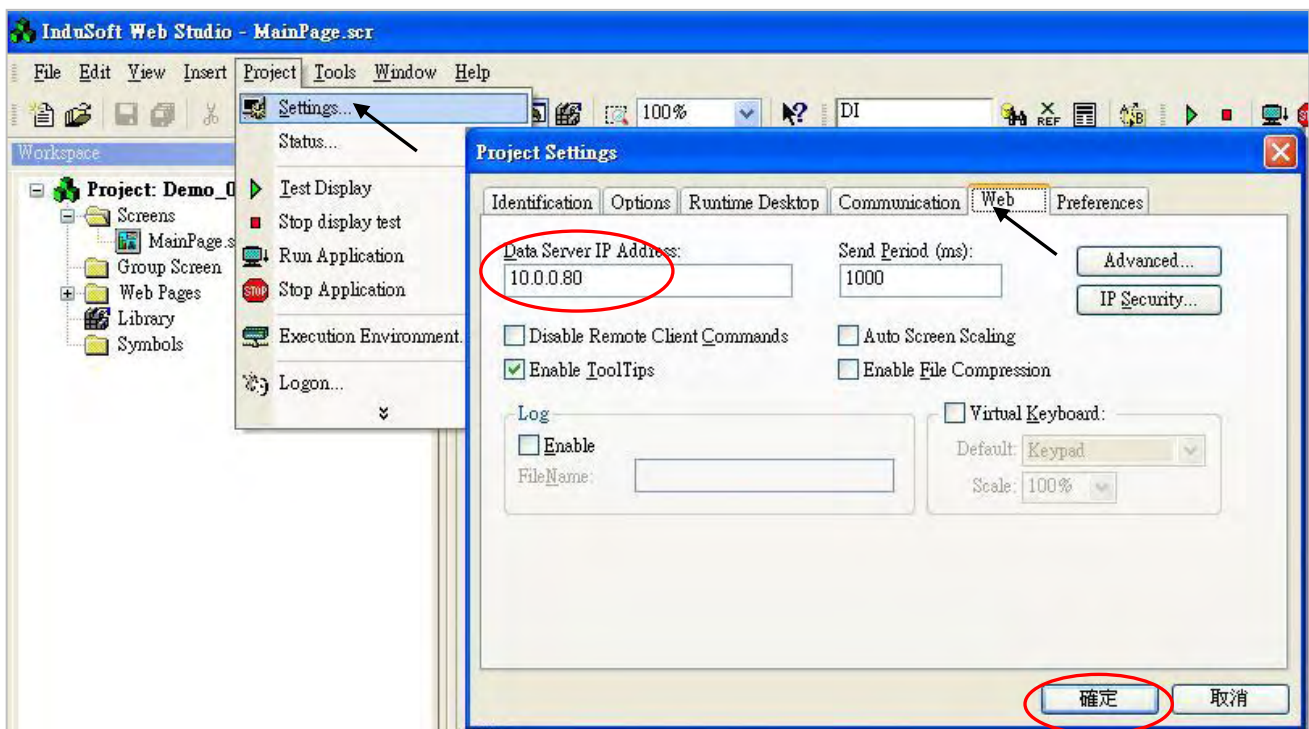 InduSoft Web Studio - MainPage.scr
File Edit View Insert Project Tools Window Help
Settings...
100%
DI
X REF
Status...
Workspace
Project: Demo_0
Screens
MainPage.s
Group Screen
Web Pages
Library
Symbols
Test Display
Stop display test
Run Application
STOP Stop Application
Execution Environment.
Logon...
Project Settings
Identification Options Runtime Desktop Communication Web Preferences
Data Server IP Address:
10.0.0.80
Send Period (ms):
1000
Advanced...
IP Security...
Disable Remote Client Commands
Auto Screen Scaling
Enable ToolTips
Enable File Compression
Log
Enable
FileName:
Virtual Keyboard:
Default: Keypad
Scale: 100%
確定 取消